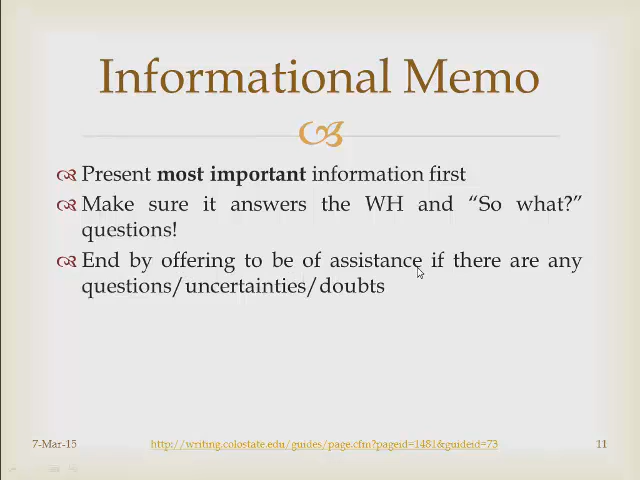 Informational Memo
Present most important information first
Make sure it answers the WH and “So what?”
questions!
End by offering to be of assistance if there are any
questions/uncertainties/doubts
7-Mar-15
http://writing.colostate.edu/guides/page.cfm?pageid=1481&guideid=73
11